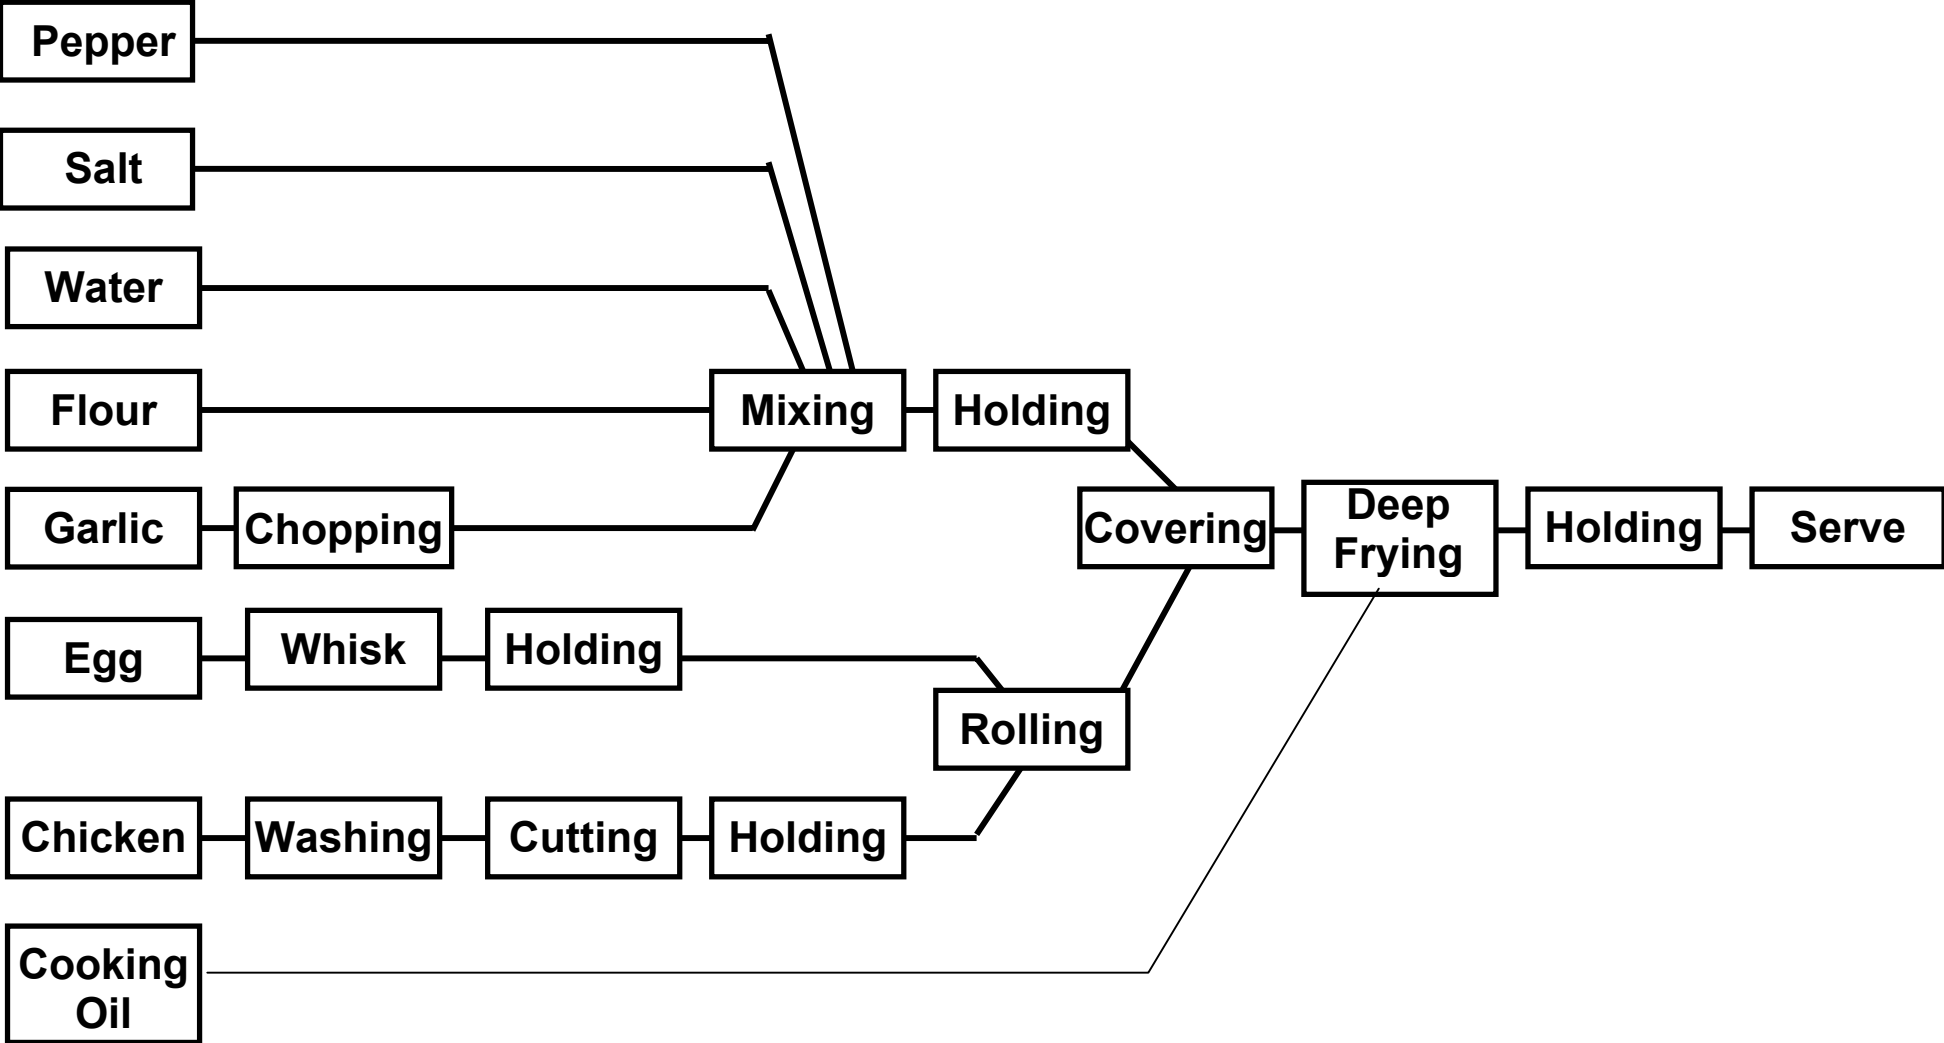 Pepper
Salt
Water
Flour
Mixing
Holding
Garlic
Chopping
Covering
Deep
Frying
Holding
Serve
Egg
Whisk
Holding
Rolling
Chicken
Washing
Cutting
Holding
Cooking
Oil